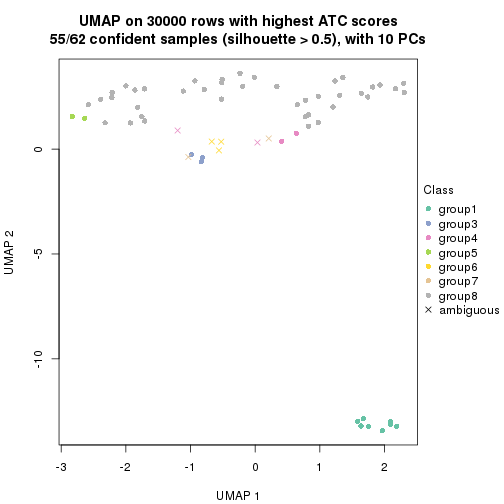 UMAP on 30000 rows with highest ATC scores
55/62 confident samples (silhouette > 0.5), with 10 PCs
UMAP 2
0
-5
-10
-3
-2
-1
0
1
2
UMAP 1
Class
group1
group3
group4
group5
group6
group7
group8
ambiguous